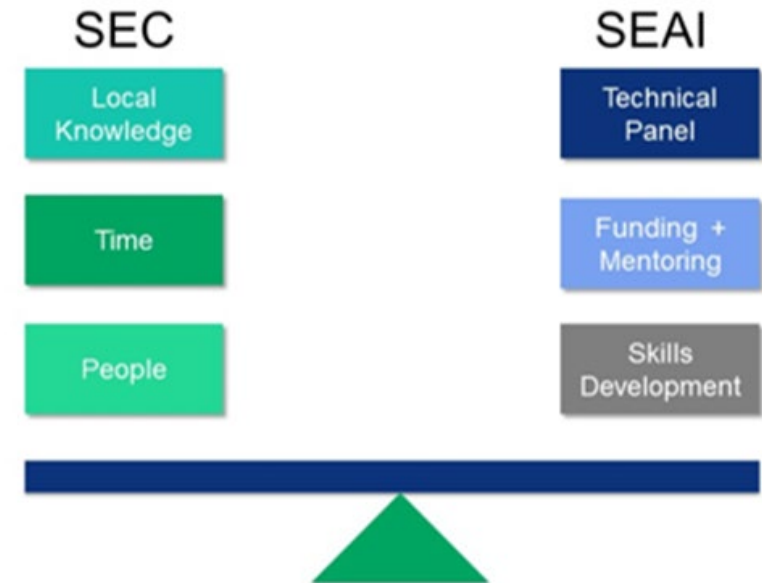 SEC
Local
Knowledge
Time
People
SEAI
Technical
Panel
Funding +
Mentoring
Skills
Development